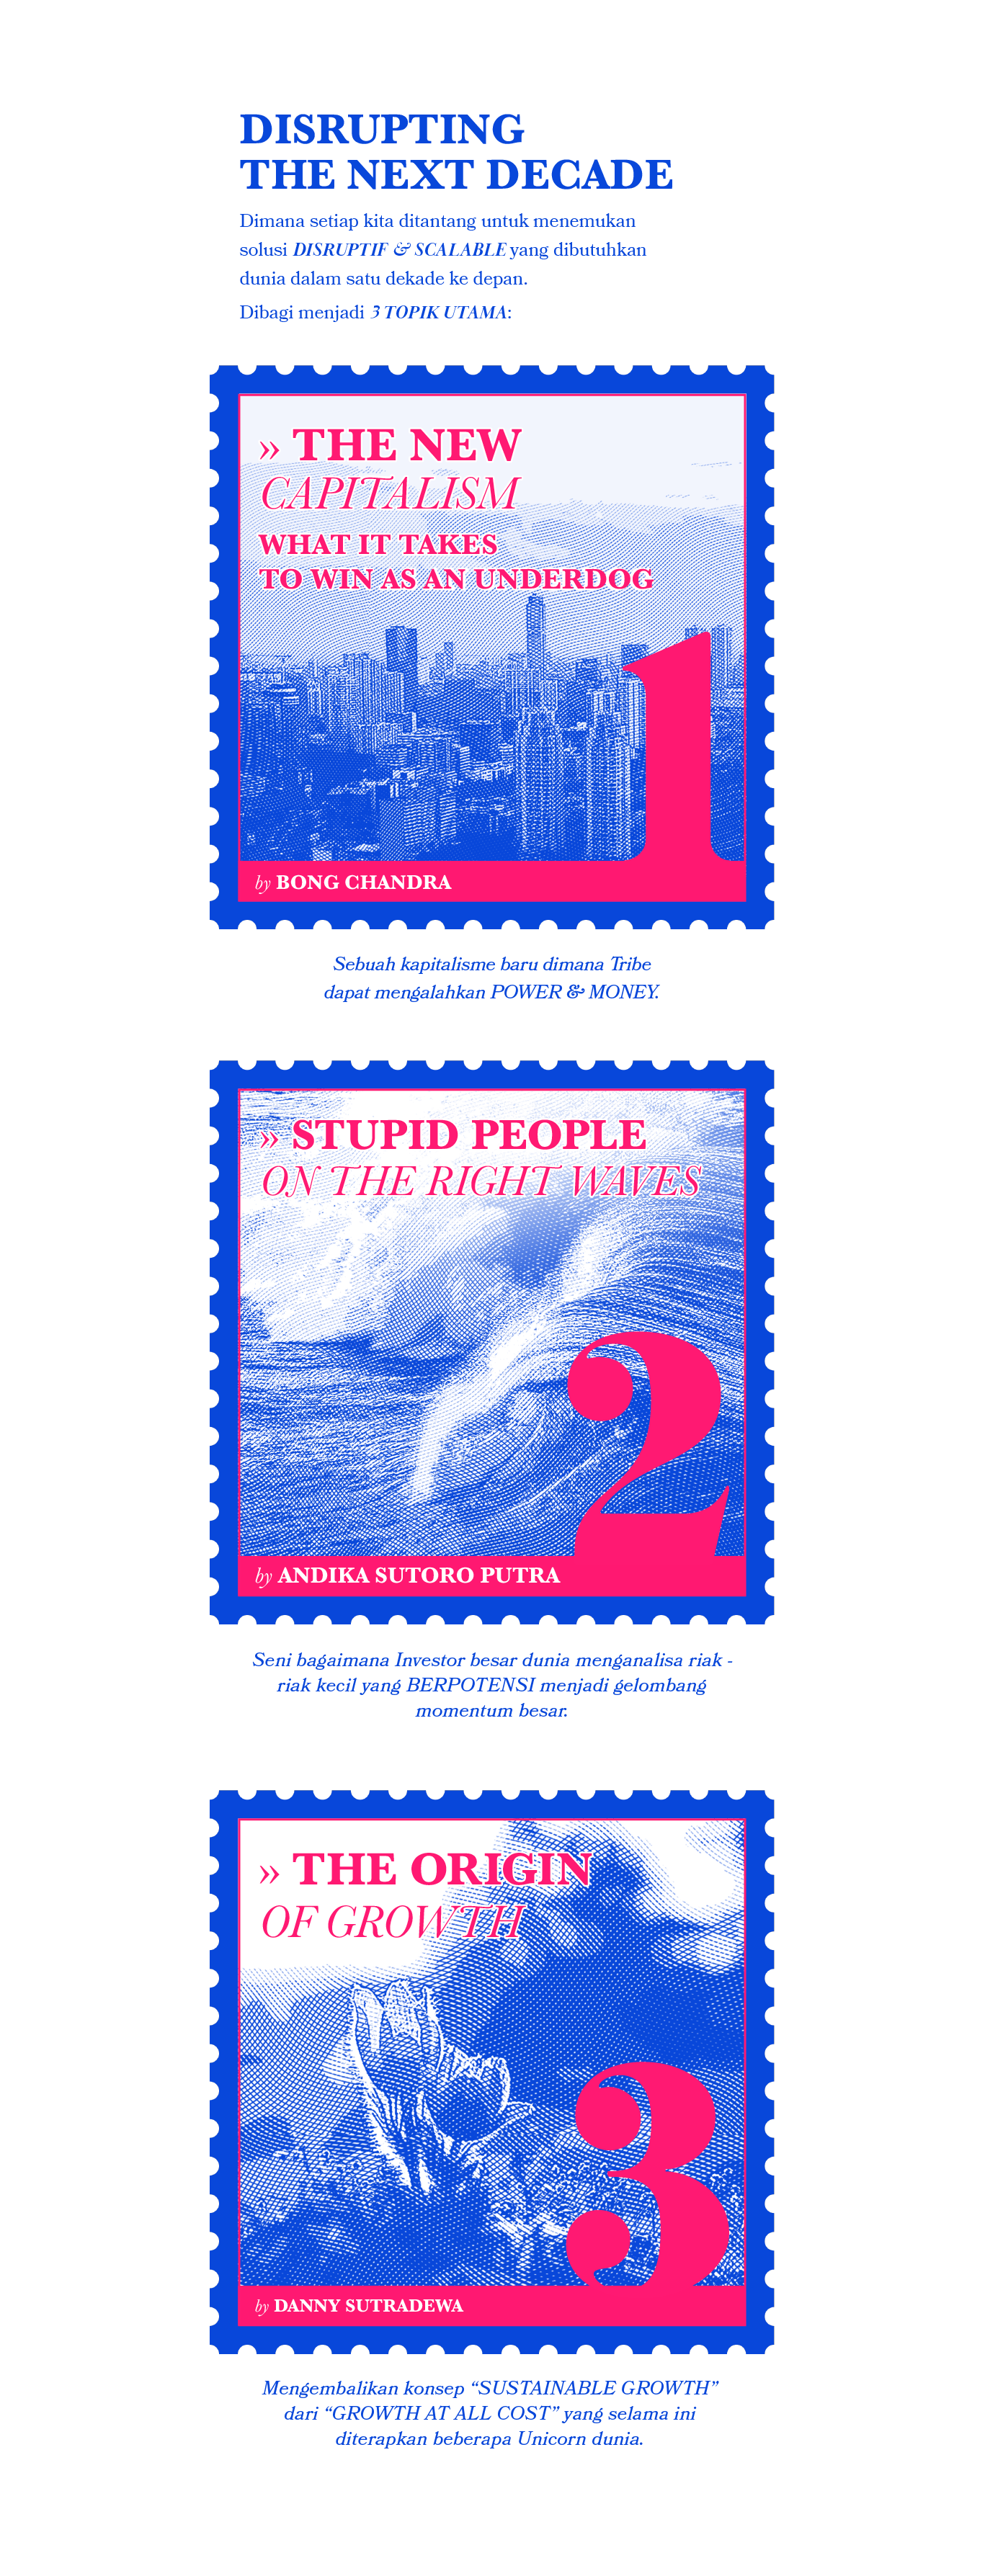 DISRUPTING
THE NEXT DECADE
Dimana setiap kita ditantang untuk menemukan
solusi DISRUPTIF & SCALABLE yang dibutuhkan
dunia dalam satu dekade ke depan.
Dibagi menjadi 3 TOPIK UTAMA:
» THE NEW
CAPITALISM
WHAT IT TAKES
TO WIN AS AN UNDERDOG
1
by BONG CHANDRA
Sebuah kapitalisme baru dimana Tribe
dapat mengalahkan POWER & MONEY.
» STUPID PEOPLE
ON THE RIGHT WAVES
2
by ANDIKA SUTORO PUTRA
Seni bagaimana Investor besar dunia menganalisa riak -
riak kecil yang BERPOTENSI menjadi gelombang
momentum besar.
» THE ORIGIN
OF GROWTH
3
by DANNY SUTRADEWA
Mengembalikan konsep “SUSTAINABLE GROWTH”
dari “GROWTH AT ALL COST” yang selama ini
diterapkan beberapa Unicorn dunia.